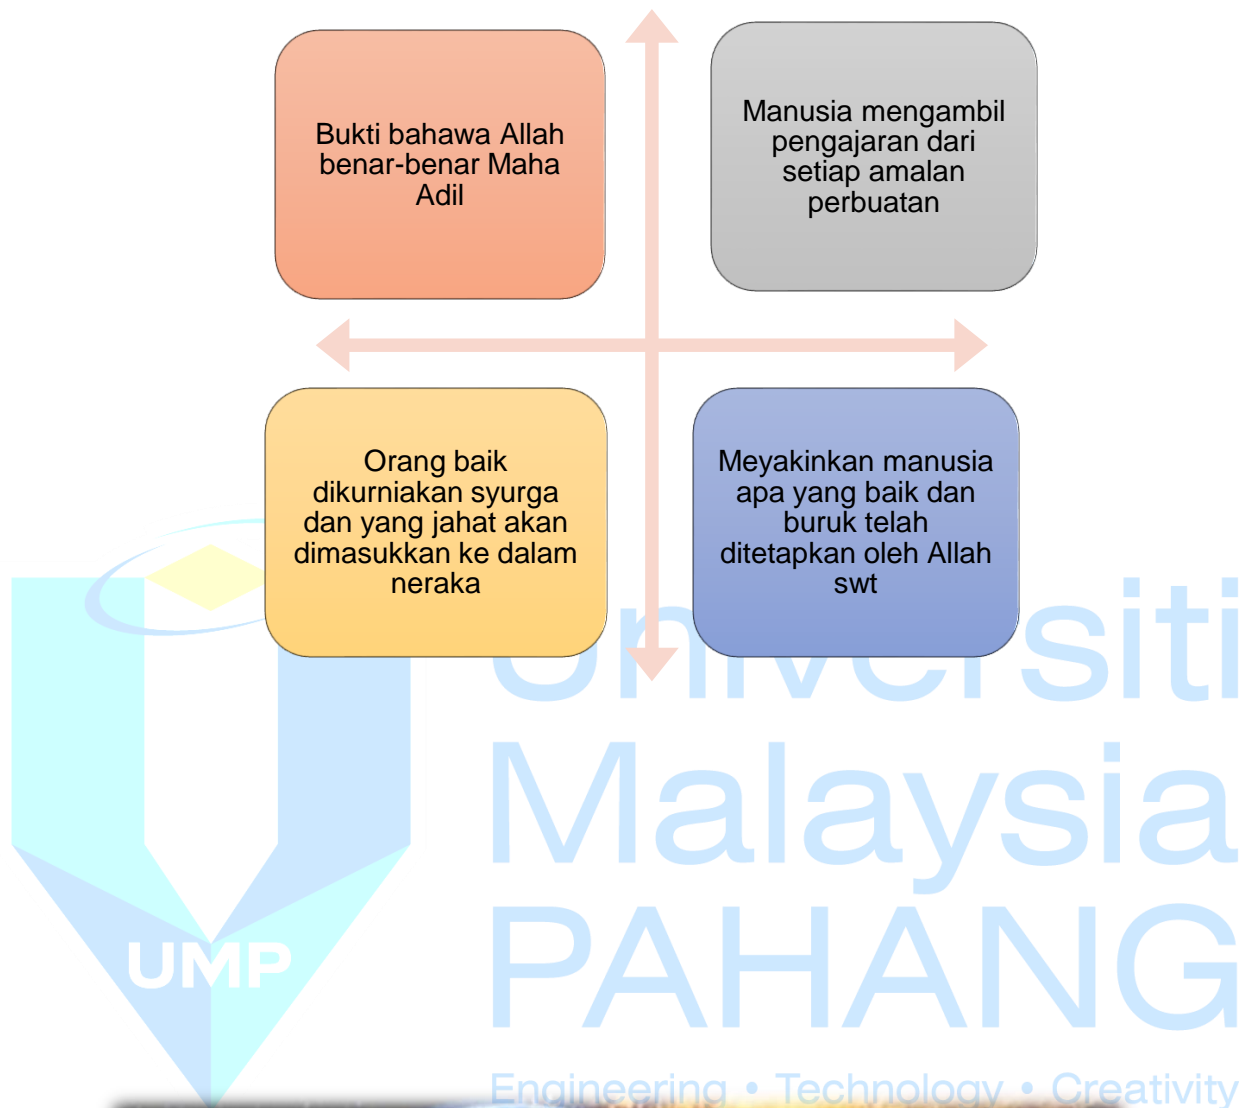 Bukti bahawa Allah
benar-benar Maha
Adil
Manusia mengambil
pengajaran dari
setiap amalan
perbuatan
Orang baik
dikurniakan syurga
dan yang jahat akan
dimasukkan ke dalam
neraka
Meyakinkan manusia
apa yang baik dan
buruk telah
ditetapkan oleh Allah
swt
Universiti
Malaysia
PAHANG
UMP
Engineering • Technology • Creativity